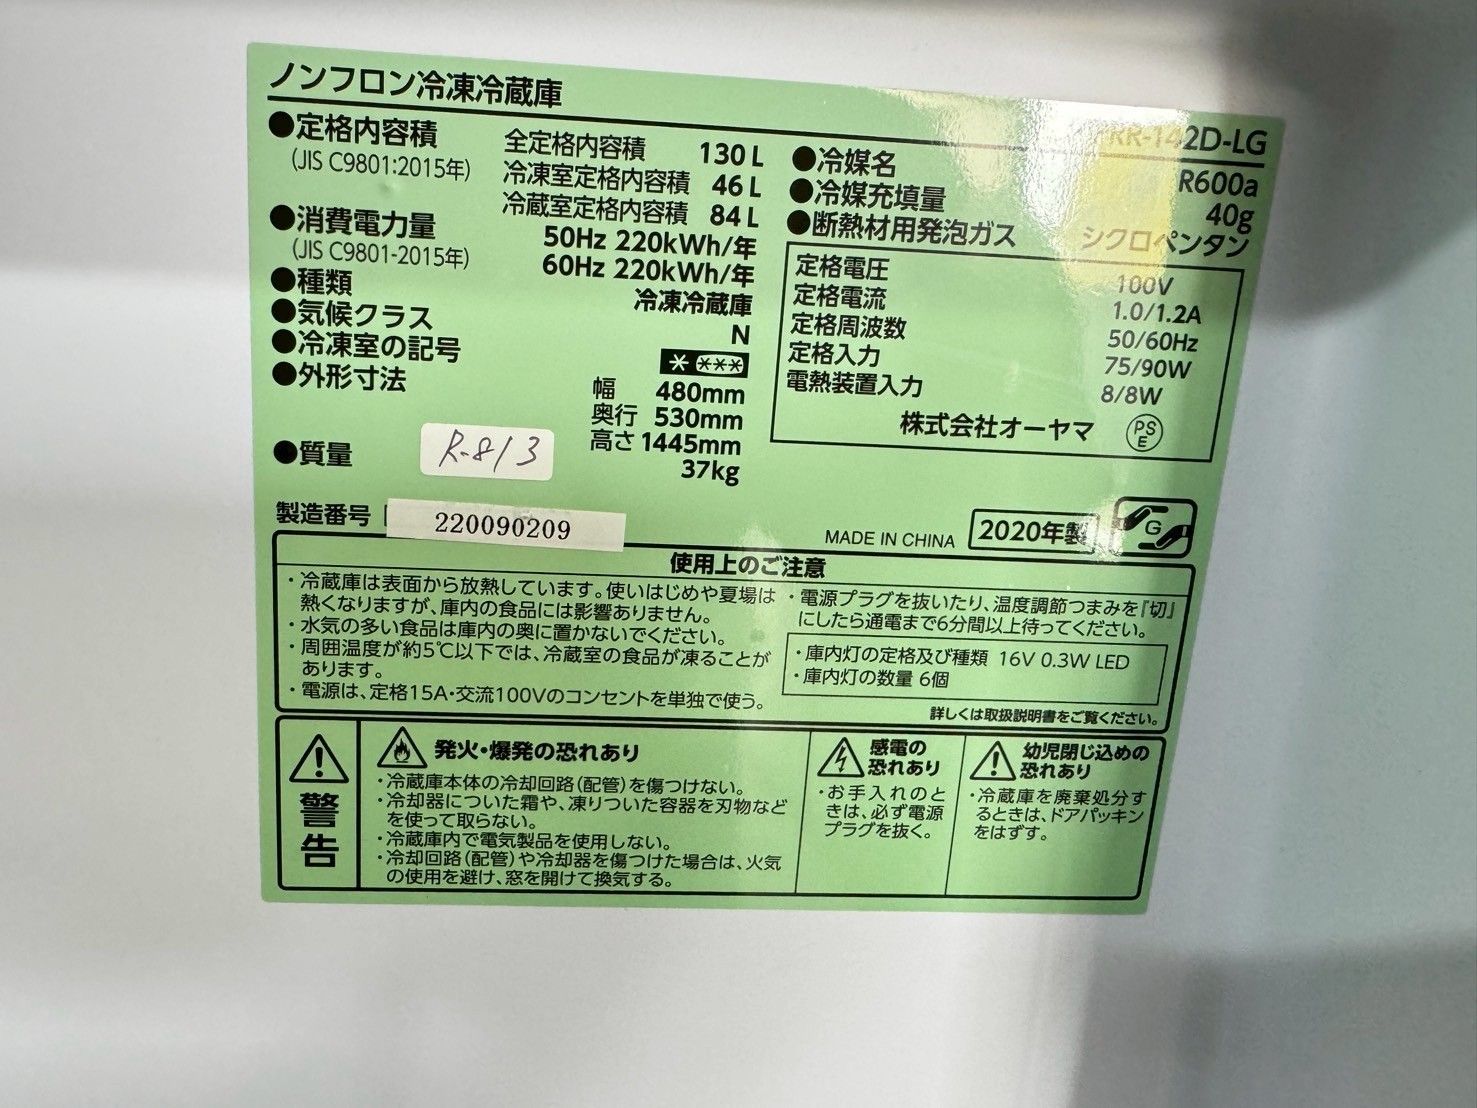 ノンフロン冷凍冷蔵庫
●定格内容積
(JIS C9801:2015年)
全定格内容積 130L
冷凍室定格内容積 46L
冷蔵室定格内容積 84L
●消費電力量
(JIS C9801-2015年)
50Hz 220kWh/年
60Hz 220kWh/年
●種類 冷凍冷蔵庫
●気候クラス N
●冷凍室の記号
●外形寸法
幅 480mm
奥行 530mm
高さ 1445mm
●質量 37kg
R-813
RR-142D-LG
●冷媒名 R600a
●冷媒充填量 40g
●断熱材用発泡ガス シクロペンタン
定格電圧 100V
定格電流 1.0/1.2A
定格周波数 50/60Hz
定格入力 75/90W
電熱装置入力 8/8W
株式会社オーヤマ
PSE
製造番号 220090209
MADE IN CHINA
2020年製
G
使用上のご注意
・冷蔵庫は表面から放熱しています。使いはじめや夏場は
熱くなりますが、庫内の食品には影響ありません。
・水気の多い食品は庫内の奥に置かないでください。
・周囲温度が約5℃以下では、冷蔵室の食品が凍ることが
あります。
・電源は、定格15A・交流100Vのコンセントを単独で使う。
・電源プラグを抜いたり、温度調節つまみを『切』
にしたら通電まで6分間以上待ってください。
・庫内灯の定格及び種類 16V 0.3W LED
・庫内灯の数量 6個
詳しくは取扱説明書をご覧ください。
警告
発火・爆発の恐れあり
・冷蔵庫本体の冷却回路(配管)を傷つけない。
・冷却器についた霜や、凍りついた容器を刃物など
を使って取らない。
・冷蔵庫内で電気製品を使用しない。
・冷却回路(配管)や冷却器を傷つけた場合は、火気
の使用を避け、窓を開けて換気する。
感電の
恐れあり
・お手入れのと
きは、必ず電源
プラグを抜く。
幼児閉じ込めの
恐れあり
・冷蔵庫を廃棄処分す
るときは、ドアパッキン
をはずす。